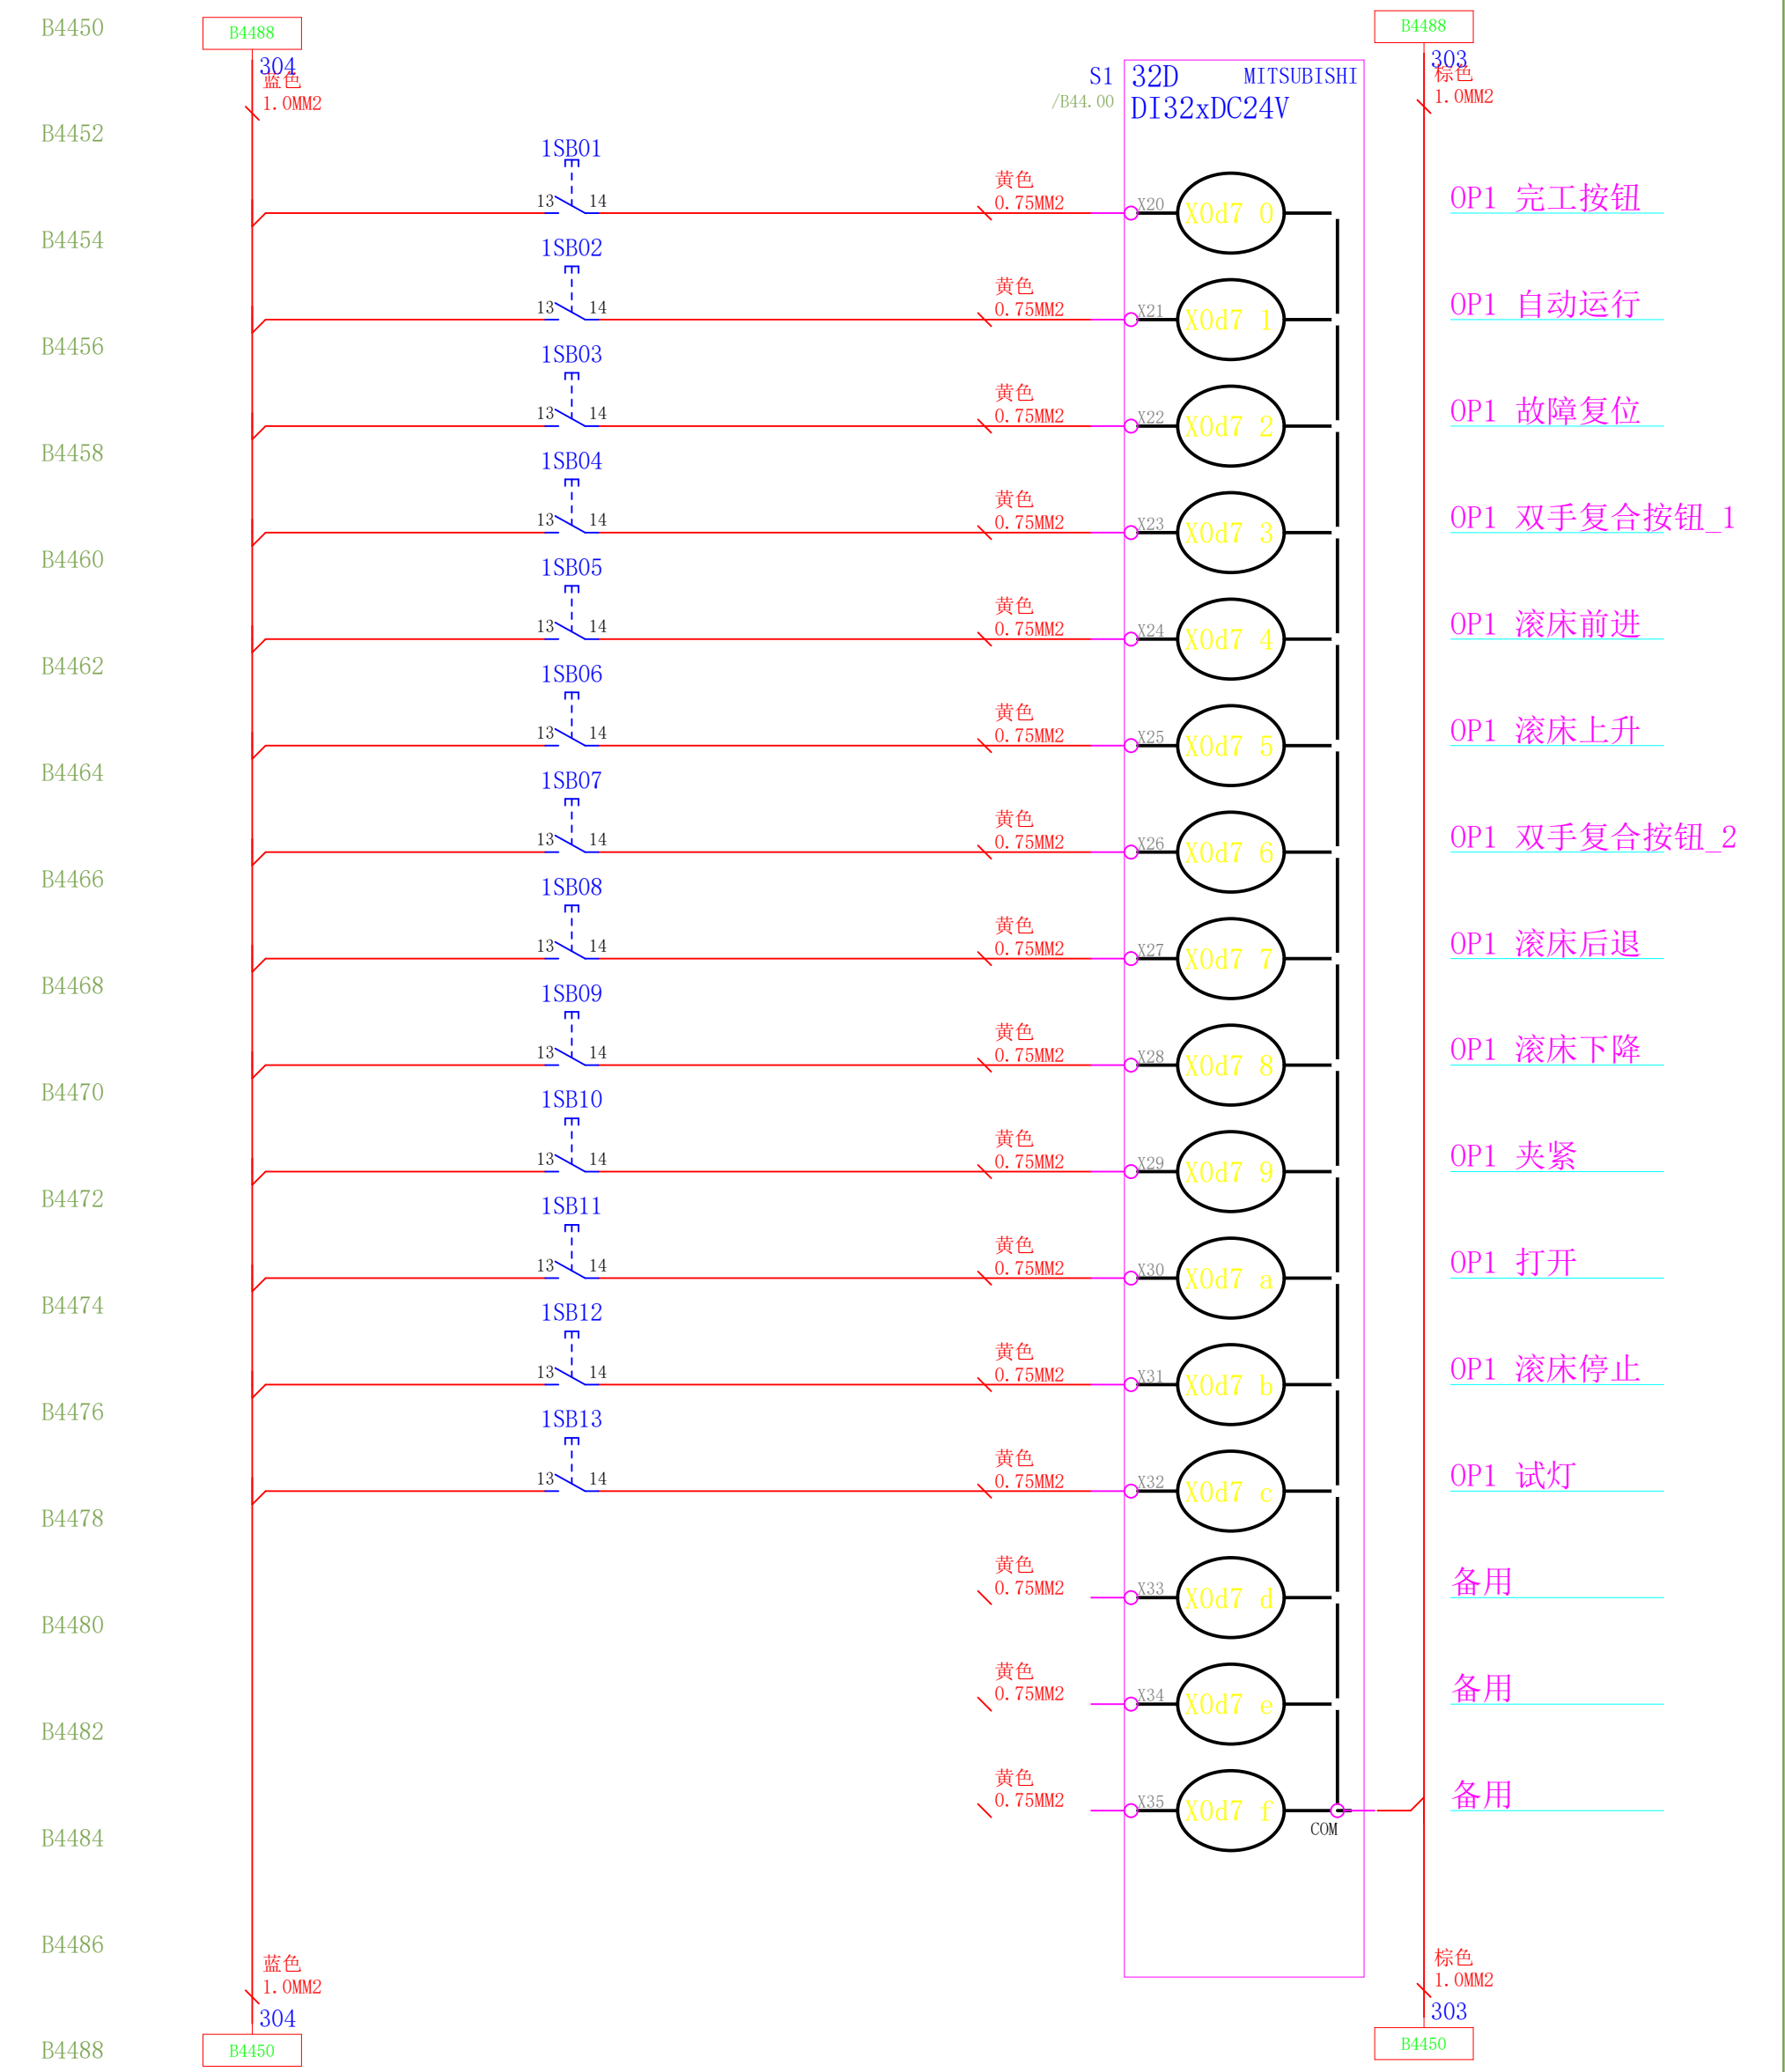 B4450
B4488
B4488
304
303
蓝色
1.0MM2
棕色
1.0MM2
S1
/B44.00
32D
MITSUBISHI
DI32xDC24V
B4452
1SB01
13
14
黄色
0.75MM2
X20
X0d7 0
OP1 完工按钮
B4454
1SB02
13
14
黄色
0.75MM2
X21
X0d7 1
OP1 自动运行
B4456
1SB03
13
14
黄色
0.75MM2
X22
X0d7 2
OP1 故障复位
B4458
1SB04
13
14
黄色
0.75MM2
X23
X0d7 3
OP1 双手复合按钮_1
B4460
1SB05
13
14
黄色
0.75MM2
X24
X0d7 4
OP1 滚床前进
B4462
1SB06
13
14
黄色
0.75MM2
X25
X0d7 5
OP1 滚床上升
B4464
1SB07
13
14
黄色
0.75MM2
X26
X0d7 6
OP1 双手复合按钮_2
B4466
1SB08
13
14
黄色
0.75MM2
X27
X0d7 7
OP1 滚床后退
B4468
1SB09
13
14
黄色
0.75MM2
X28
X0d7 8
OP1 滚床下降
B4470
1SB10
13
14
黄色
0.75MM2
X29
X0d7 9
OP1 夹紧
B4472
1SB11
13
14
黄色
0.75MM2
X30
X0d7 a
OP1 打开
B4474
1SB12
13
14
黄色
0.75MM2
X31
X0d7 b
OP1 滚床停止
B4476
1SB13
13
14
黄色
0.75MM2
X32
X0d7 c
OP1 试灯
B4478
黄色
0.75MM2
X33
X0d7 d
备用
B4480
黄色
0.75MM2
X34
X0d7 e
备用
B4482
黄色
0.75MM2
X35
X0d7 f
COM
备用
B4484
B4486
蓝色
1.0MM2
304
棕色
1.0MM2
303
B4488
B4450
B4450